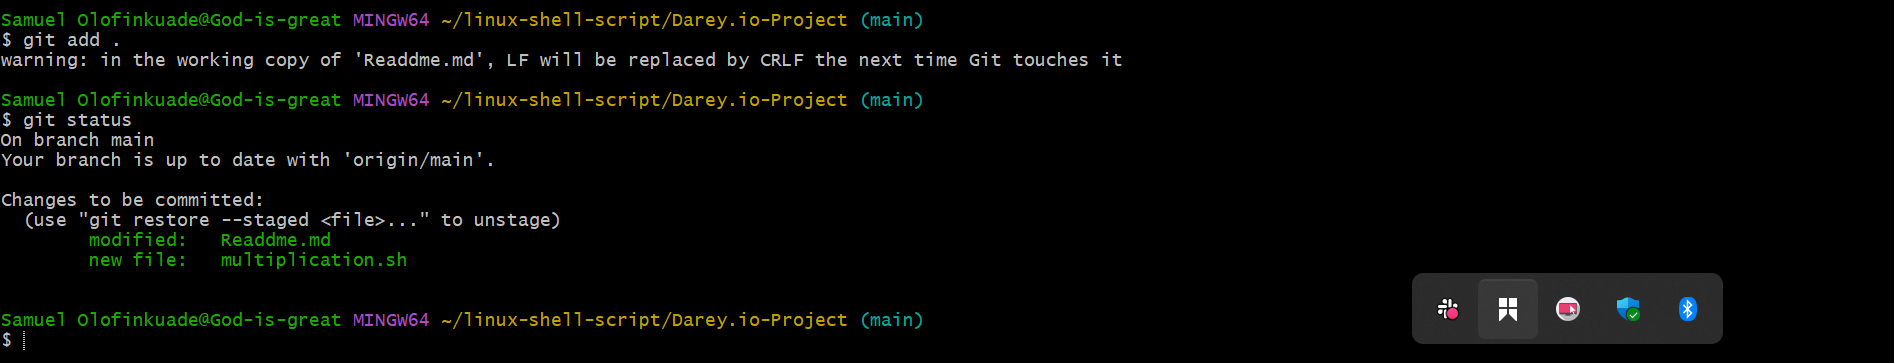 Samuel Olofinkuade@God-is-great MINGW64 ~/linux-shell-script/Darey.io-Project (main)
$ git add .
warning: in the working copy of 'Readdme.md', LF will be replaced by CRLF the next time Git touches it
Samuel Olofinkuade@God-is-great MINGW64 ~/linux-shell-script/Darey.io-Project (main)
$ git status
On branch main
Your branch is up to date with 'origin/main'.
Changes to be committed:
  (use "git restore --staged <file>..." to unstage)
        modified:   Readdme.md
        new file:   multiplication.sh
Samuel Olofinkuade@God-is-great MINGW64 ~/linux-shell-script/Darey.io-Project (main)
$